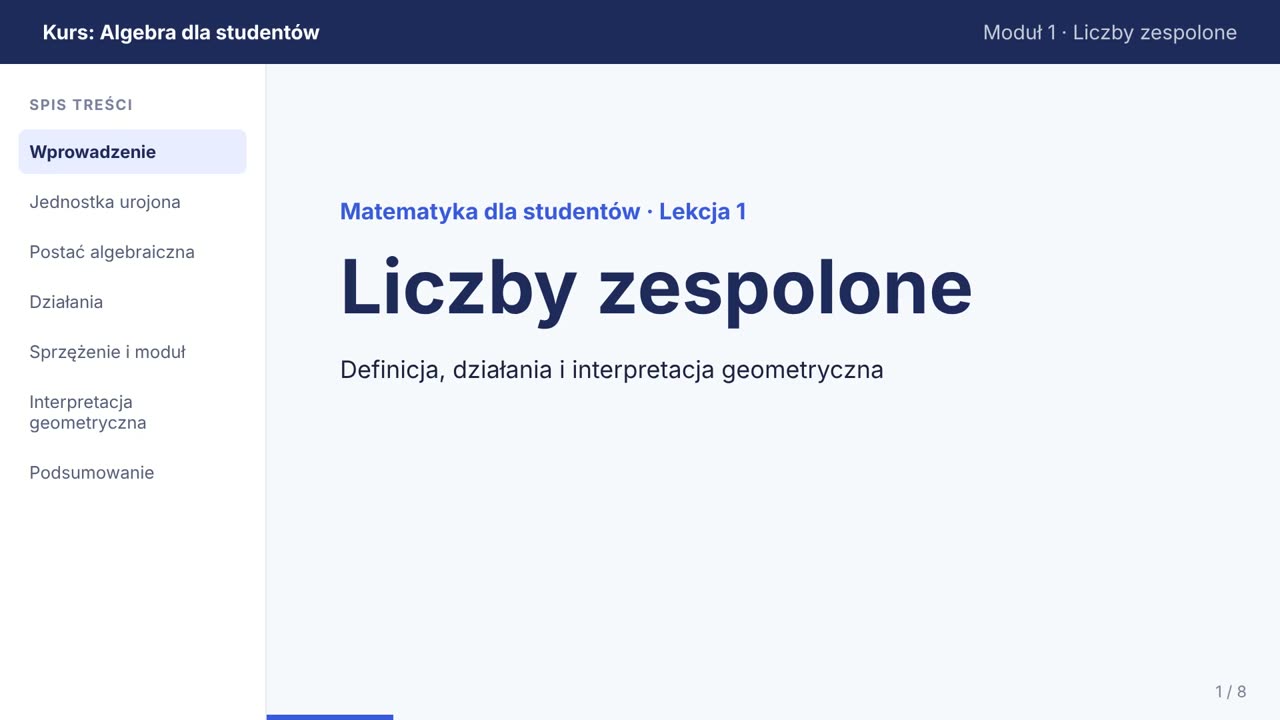 Kurs: Algebra dla studentów
Moduł 1 · Liczby zespolone
SPIS TREŚCI
Wprowadzenie
Jednostka urojona
Postać algebraiczna
Działania
Sprzężenie i moduł
Interpretacja
geometryczna
Podsumowanie
Matematyka dla studentów · Lekcja 1
Liczby zespolone
Definicja, działania i interpretacja geometryczna
1 / 8